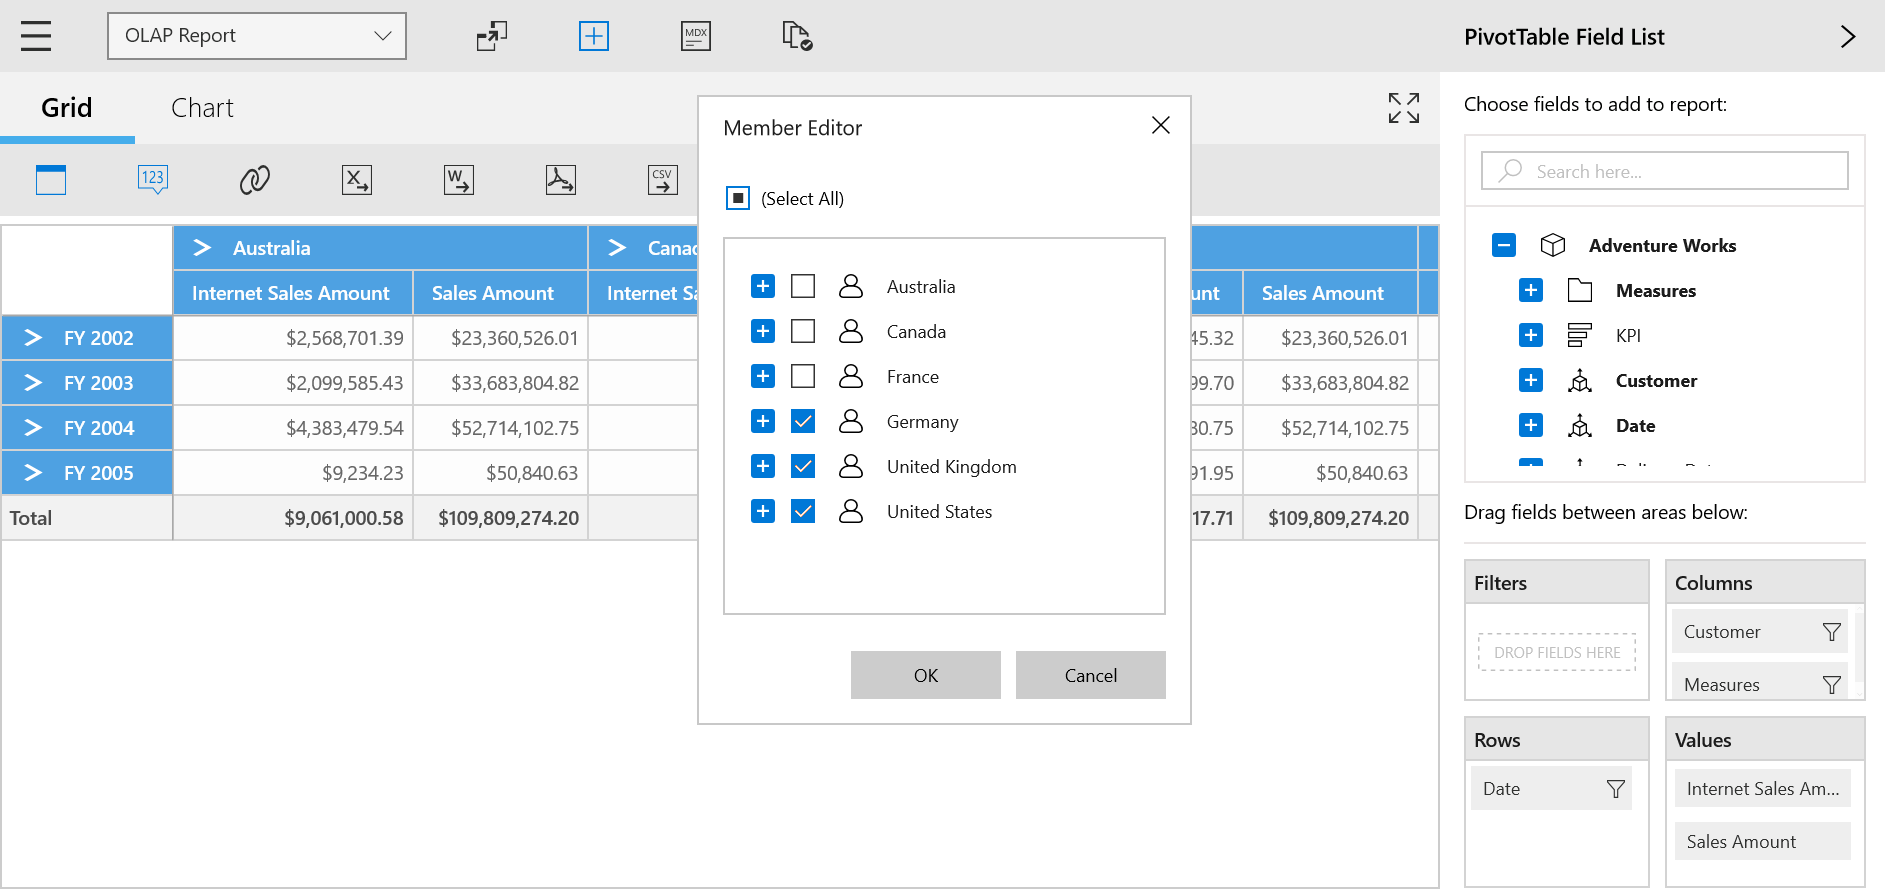 OLAP Report
MDX
PivotTable Field List
Grid
Chart
Choose fields to add to report:
Member Editor
123
X
W
CSV
Search here...
(Select All)
Australia
Internet Sales Amount
Sales Amount
Sales Amount
FY 2002
$2,568,701.39
$23,360,526.01
45.32
$23,360,526.01
FY 2003
$2,099,585.43
$33,683,804.82
99.70
$33,683,804.82
FY 2004
$4,383,479.54
$52,714,102.75
30.75
$52,714,102.75
FY 2005
$9,234.23
$50,840.63
91.95
$50,840.63
Total
$9,061,000.58
$109,809,274.20
17.71
$109,809,274.20
Australia
Canada
France
Germany
United Kingdom
United States
OK
Cancel
Adventure Works
Measures
KPI
Customer
Date
Drag fields between areas below:
Filters
DROP FIELDS HERE
Columns
Customer
Measures
Rows
Date
Values
Internet Sales Am...
Sales Amount